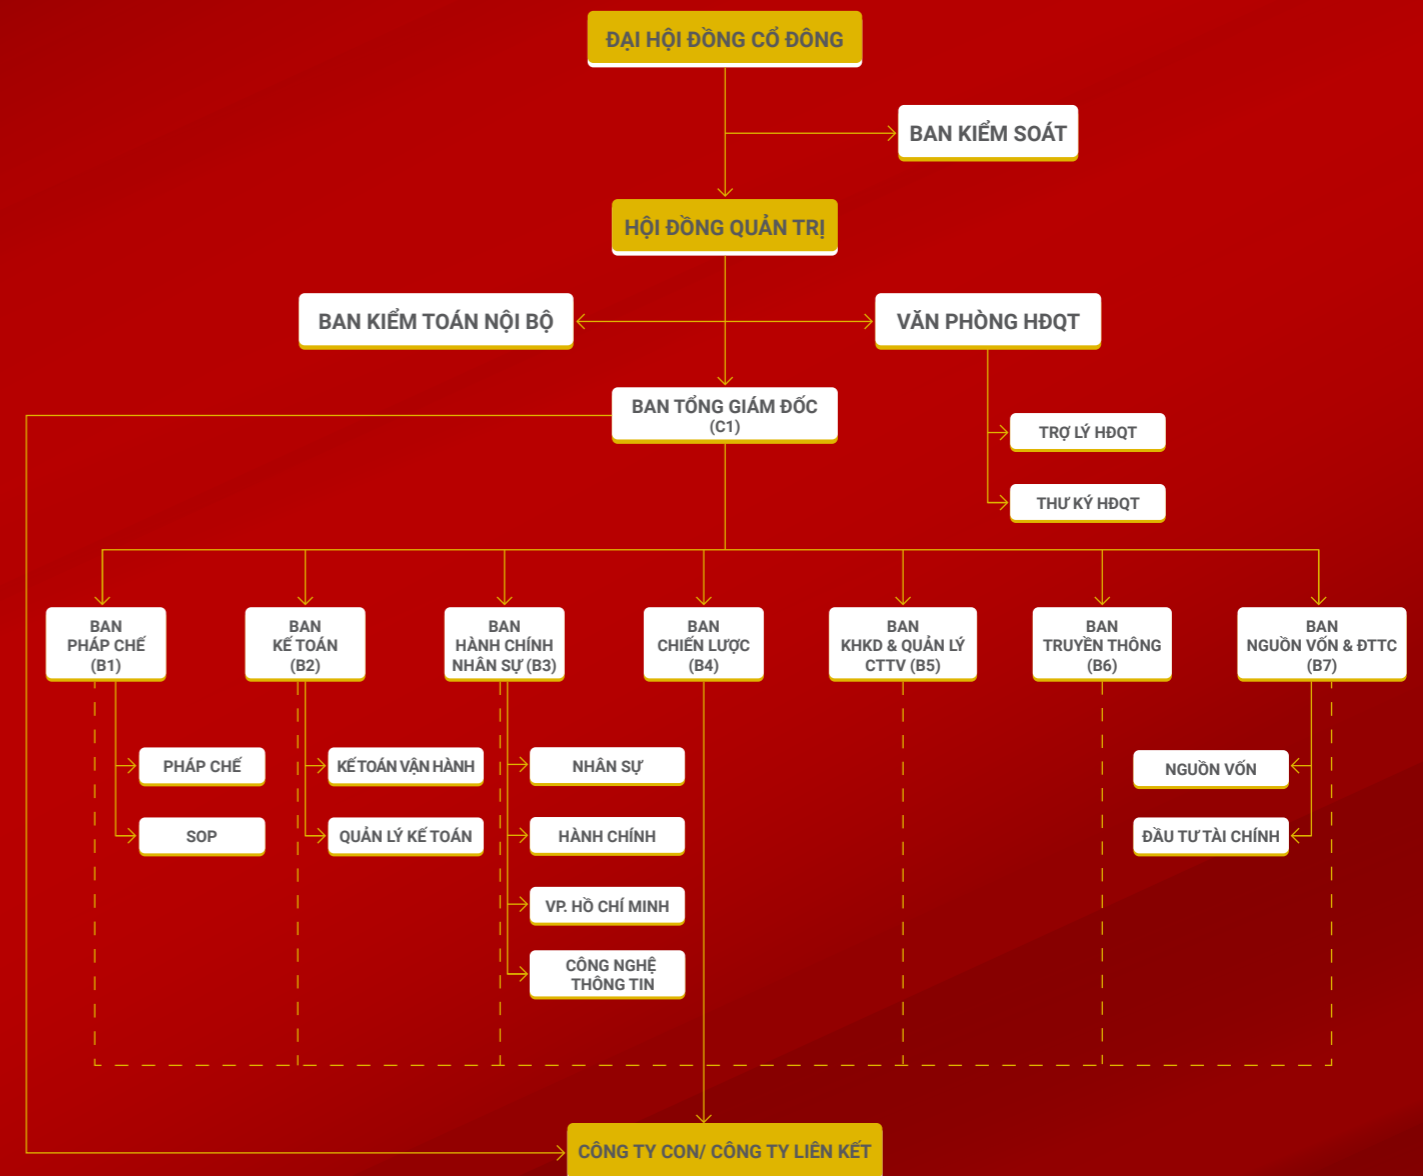 ĐẠI HỘI ĐỒNG CỔ ĐÔNG
BAN KIỂM SOÁT
HỘI ĐỒNG QUẢN TRỊ
BAN KIỂM TOÁN NỘI BỘ
VĂN PHÒNG HĐQT
BAN TỔNG GIÁM ĐỐC
(C1)
TRỢ LÝ HĐQT
THƯ KÝ HĐQT
BAN
PHÁP CHẾ
(B1)
BAN
KẾ TOÁN
(B2)
BAN
HÀNH CHÍNH
NHÂN SỰ (B3)
BAN
CHIẾN LƯỢC
(B4)
BAN
KHKD & QUẢN LÝ
CTTV (B5)
BAN
TRUYỀN THÔNG
(B6)
BAN
NGUỒN VỐN & ĐTTC
(B7)
PHÁP CHẾ
SOP
KẾ TOÁN VẬN HÀNH
QUẢN LÝ KẾ TOÁN
NHÂN SỰ
HÀNH CHÍNH
VP. HỒ CHÍ MINH
CÔNG NGHỆ
THÔNG TIN
NGUỒN VỐN
ĐẦU TƯ TÀI CHÍNH
CÔNG TY CON/ CÔNG TY LIÊN KẾT